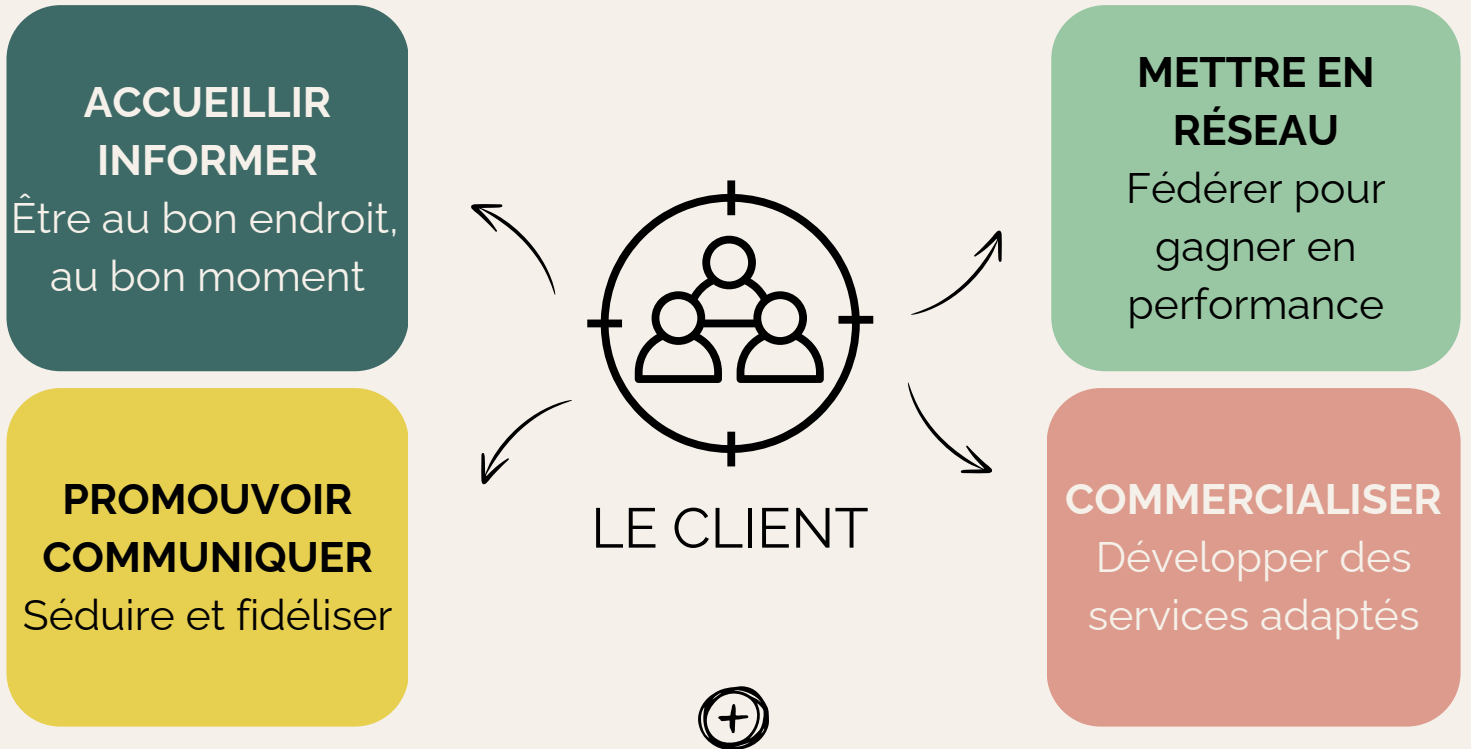 ACCUEILLIR
INFORMER
Être au bon endroit,
au bon moment
METTRE EN
RÉSEAU
Fédérer pour
gagner en
performance
LE CLIENT
PROMOUVOIR
COMMUNIQUER
Séduire et fidéliser
COMMERCIALISER
Développer des
services adaptés
+